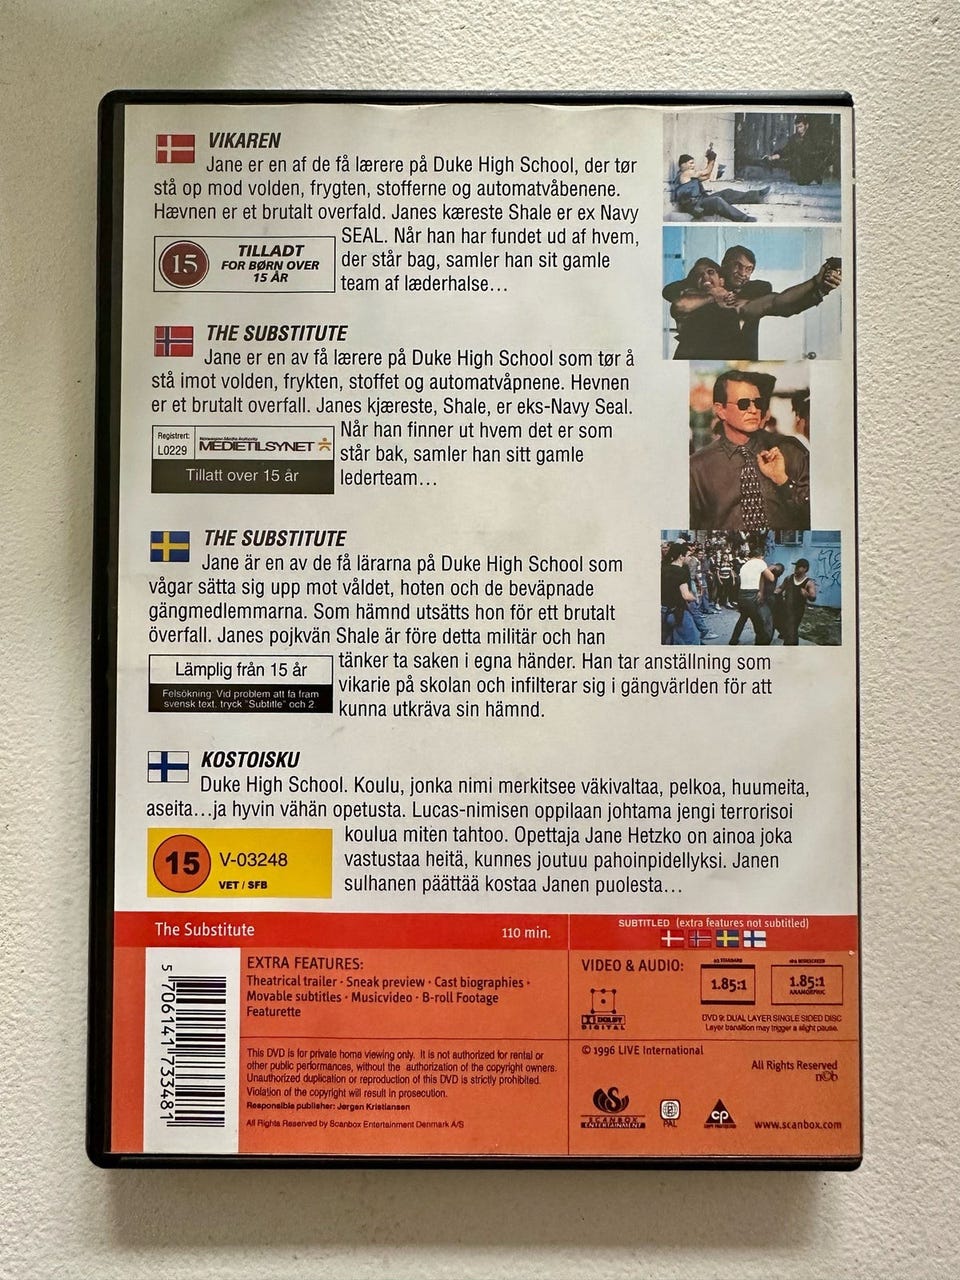 VIKAREN
Jane er en af de få lærere på Duke High School, der tør
stå op mod volden, frygten, stofferne og automatvåbenene.
Hævnen er et brutalt overfald. Janes kæreste Shale er ex Navy
SEAL. Når han har fundet ud af hvem,
der står bag, samler han sit gamle
team af læderhalse...
15
TILLADT
FOR BØRN OVER
15 ÅR
THE SUBSTITUTE
Jane er en av få lærere på Duke High School som tør å
stå imot volden, frykten, stoffet og automatvåpnene. Hevnen
er et brutalt overfall. Janes kjæreste, Shale, er eks-Navy Seal.
Når han finner ut hvem det er som
står bak, samler han sitt gamle
lederteam...
Registrert:
L0229
Norwegian Media Authority
MEDIETILSYNET
Tillatt over 15 år
THE SUBSTITUTE
Jane är en av de få lärarna på Duke High School som
vågar sätta sig upp mot våldet, hoten och de beväpnade
gängmedlemmarna. Som hämnd utsätts hon för ett brutalt
överfall. Janes pojkvän Shale är före detta militär och han
tänker ta saken i egna händer. Han tar anställning som
vikarie på skolan och infilterar sig i gängvärlden för att
kunna utkräva sin hämnd.
Lämplig från 15 år
Felsökning: Vid problem att få fram
svensk text, tryck "Subtitle" och 2.
KOSTOISKU
Duke High School. Koulu, jonka nimi merkitsee väkivaltaa, pelkoa, huumeita,
aseita...ja hyvin vähän opetusta. Lucas-nimisen oppilaan johtama jengi terrorisoi
koulua miten tahtoo. Opettaja Jane Hetzko on ainoa joka
vastustaa heitä, kunnes joutuu pahoinpidellyksi. Janen
sulhanen päättää kostaa Janen puolesta...
15
V-03248
VET / SFB
The Substitute
110 min.
SUBTITLED (extra features not subtitled)
5 706141 733481
EXTRA FEATURES:
Theatrical trailer · Sneak preview · Cast biographies ·
Movable subtitles · Musicvideo · B-roll Footage
Featurette
VIDEO & AUDIO:
DOLBY
DIGITAL
4:3 STANDARD
1.85:1
16:9 WIDESCREEN
1.85:1
ANAMORPHIC
DVD 9: DUAL LAYER SINGLE SIDED DISC
Layer transition may trigger a slight pause.
This DVD is for private home viewing only. It is not authorized for rental or
other public performances, without the authorization of the copyright owners.
Unauthorized duplication or reproduction of this DVD is strictly prohibited.
Violation of the copyright will result in prosecution.
Responsible publisher: Jørgen Kristiansen
All Rights Reserved by Scanbox Entertainment Denmark A/S
© 1996 LIVE International
All Rights Reserved
n©b
SCANBOX
ENTERTAINMENT
PAL
CP
COPY PROTECTED
www.scanbox.com